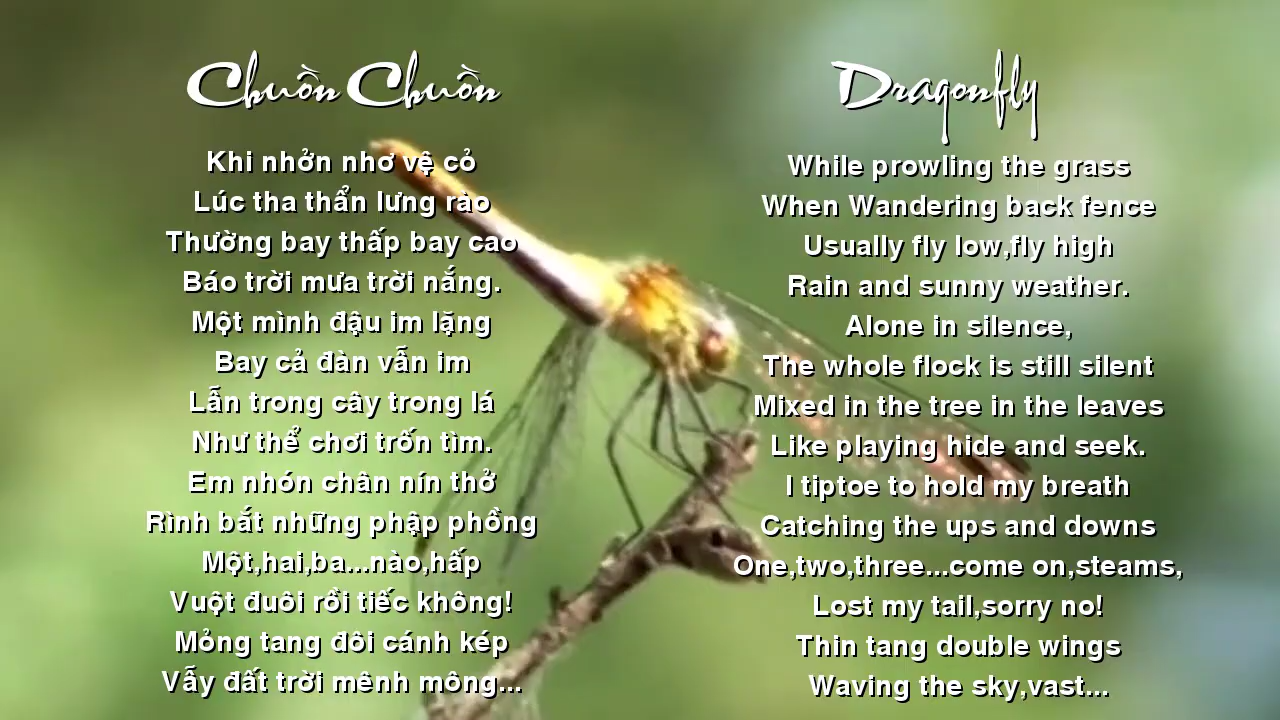 Chuồn Chuồn
Khi nhởn nhơ vệ cỏ
Lúc tha thẩn lưng rào
Thường bay thấp bay cao
Báo trời mưa trời nắng.
Một mình đậu im lặng
Bay cả đàn vẫn im
Lẫn trong cây trong lá
Như thể chơi trốn tìm.
Em nhón chân nín thở
Rình bắt những phập phồng
Một,hai,ba...nào,hấp
Vuột đuôi rồi tiếc không!
Mỏng tang đôi cánh kép
Vẫy đất trời mênh mông...
Dragonfly
While prowling the grass
When Wandering back fence
Usually fly low,fly high
Rain and sunny weather.
Alone in silence,
The whole flock is still silent
Mixed in the tree in the leaves
Like playing hide and seek.
I tiptoe to hold my breath
Catching the ups and downs
One,two,three...come on,steams,
Lost my tail,sorry no!
Thin tang double wings
Waving the sky,vast...